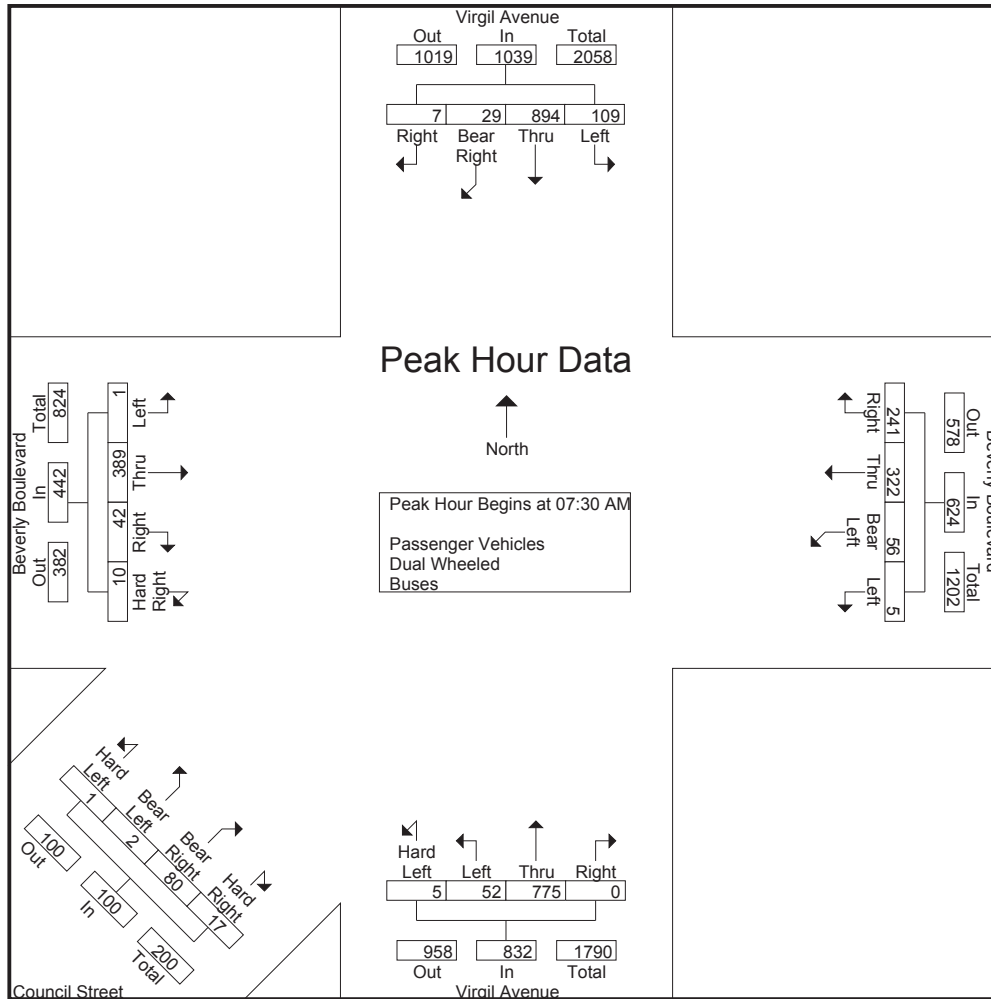 Virgil Avenue
Out In Total
1019 1039 2058
7 29 894 109
Right Bear Right Thru Left
Peak Hour Data
North
Peak Hour Begins at 07:30 AM
Passenger Vehicles
Dual Wheeled
Buses
Beverly Boulevard
Out In Total
382 442 824
1 389 42 10
Left Thru Right Hard Right
Beverly Boulevard
Out In Total
578 624 1202
241 322 56 5
Right Thru Bear Left Left
Hard Left Bear Left Bear Right Hard Right
1 2 80 17
100 100 200
Out In Total
Council Street
Hard Left Left Thru Right
5 52 775 0
958 832 1790
Out In Total
Virgil Avenue